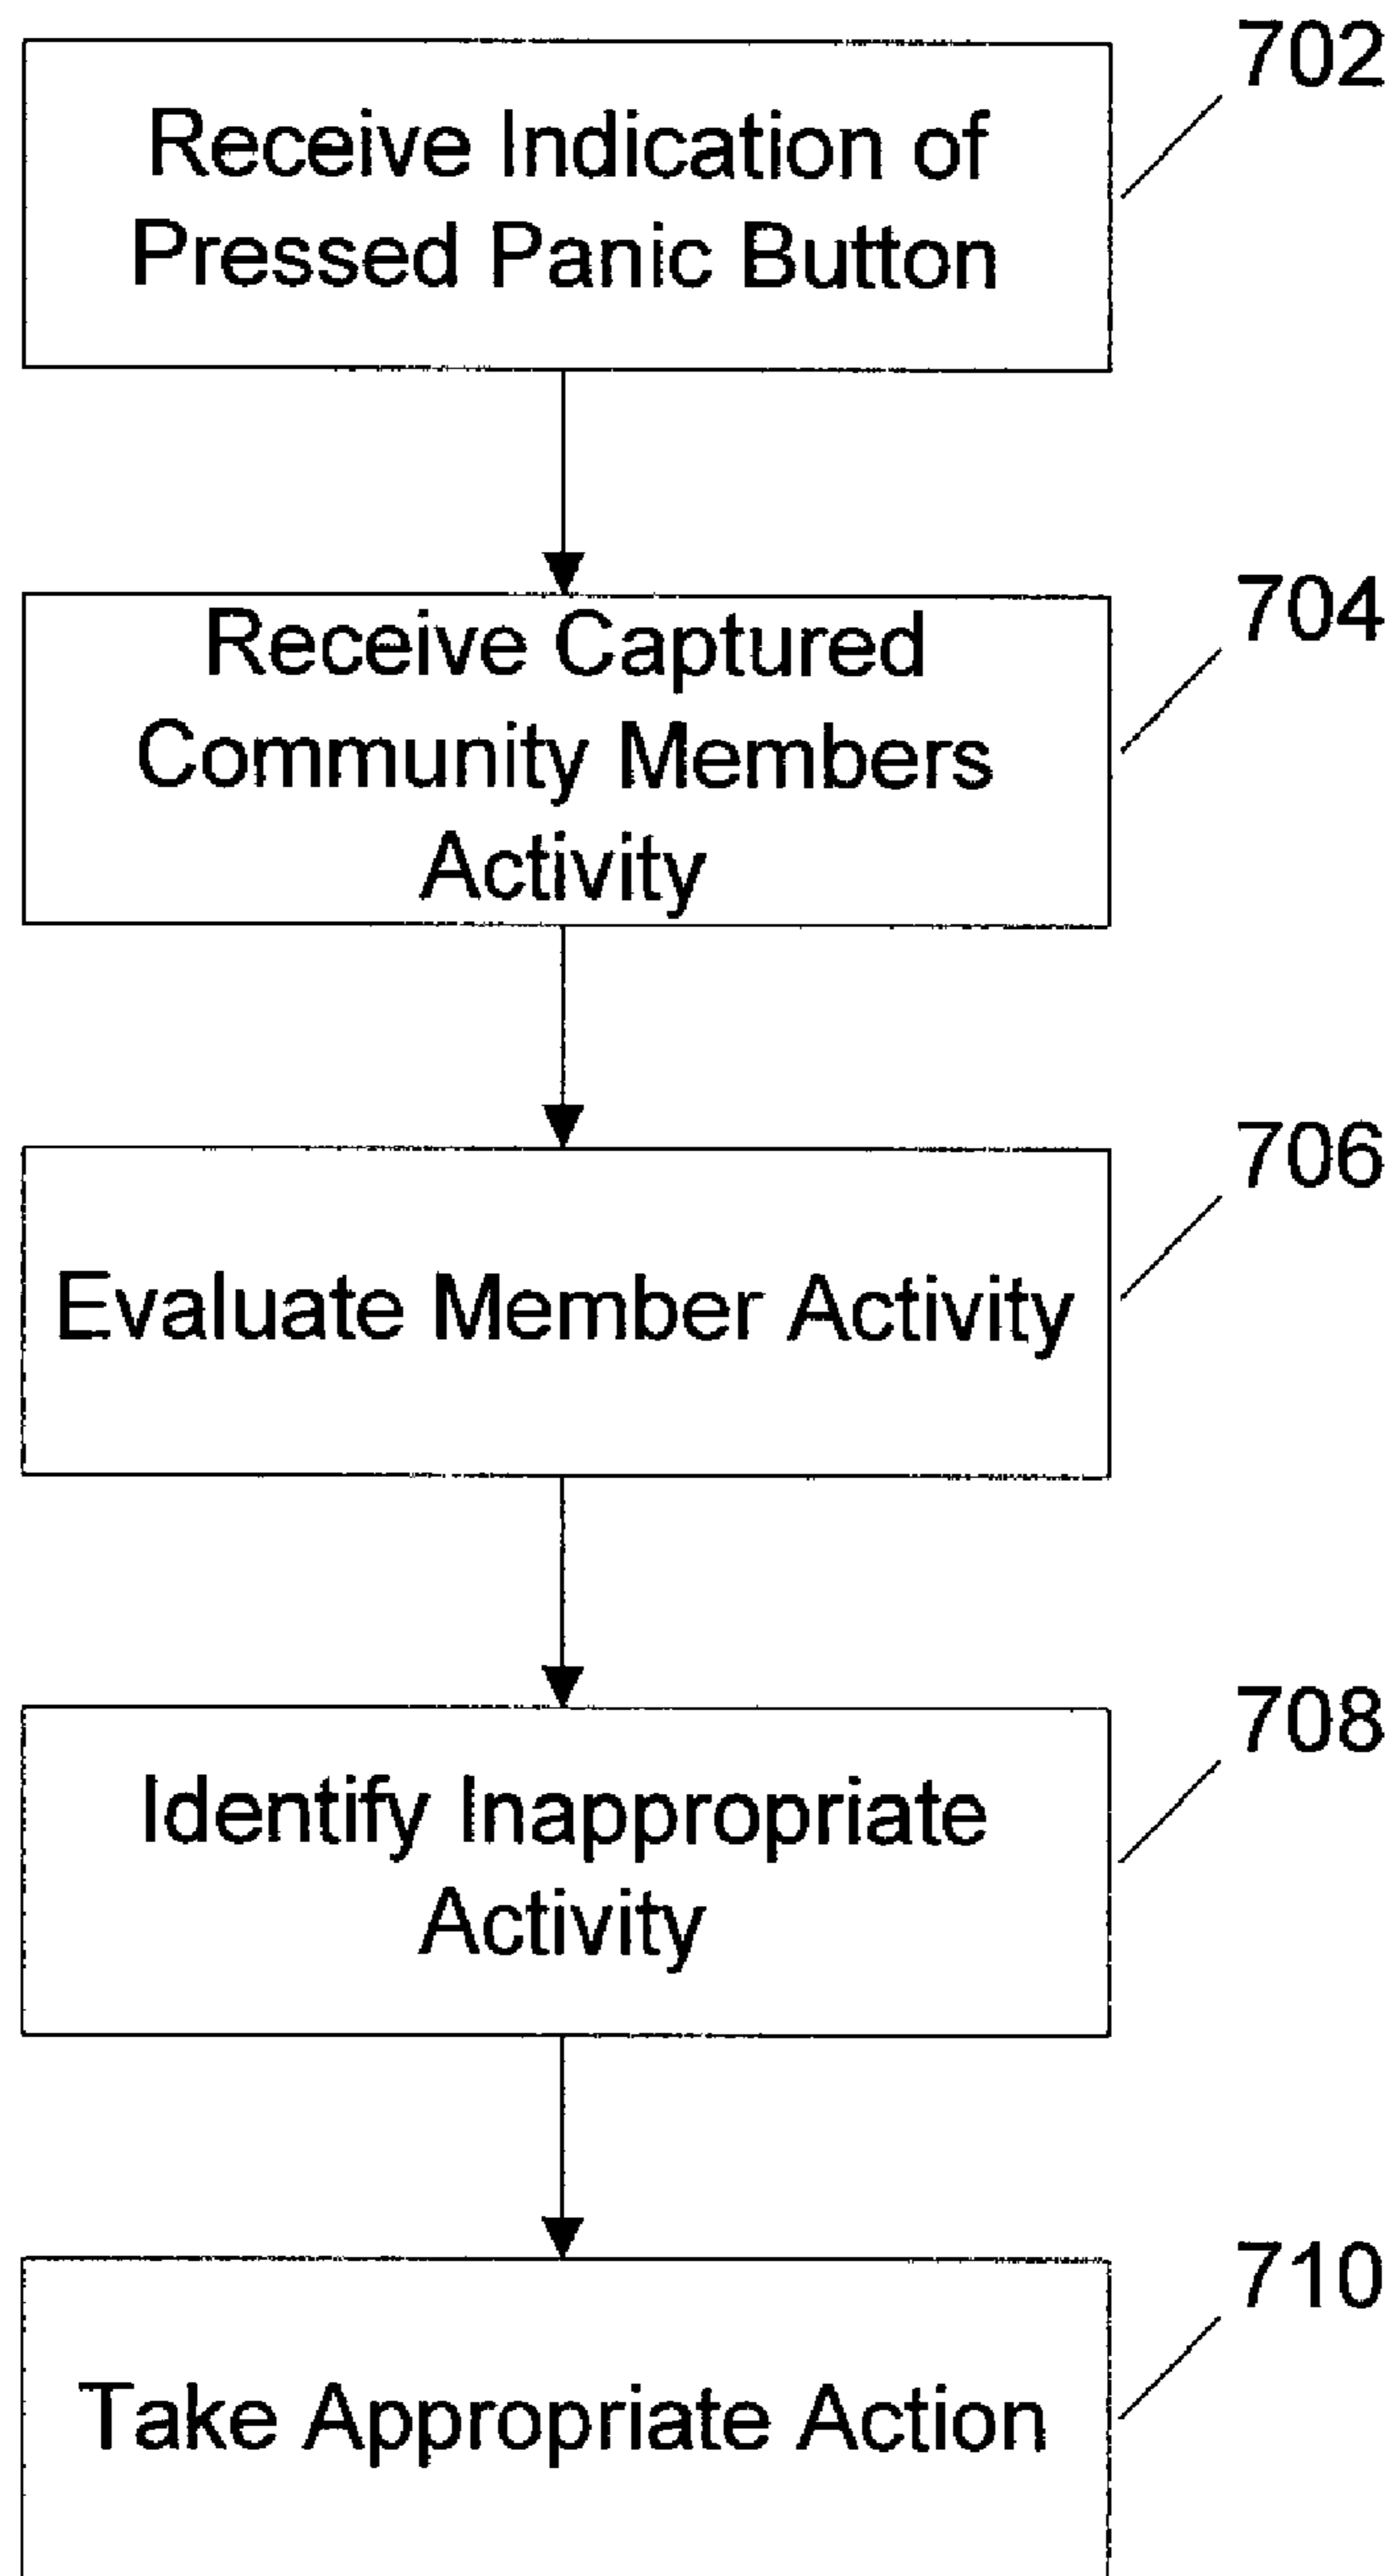 702
Receive Indication of
Pressed Panic Button
704
Receive Captured
Community Members
Activity
706
Evaluate Member Activity
708
Identify Inappropriate
Activity
710
Take Appropriate Action